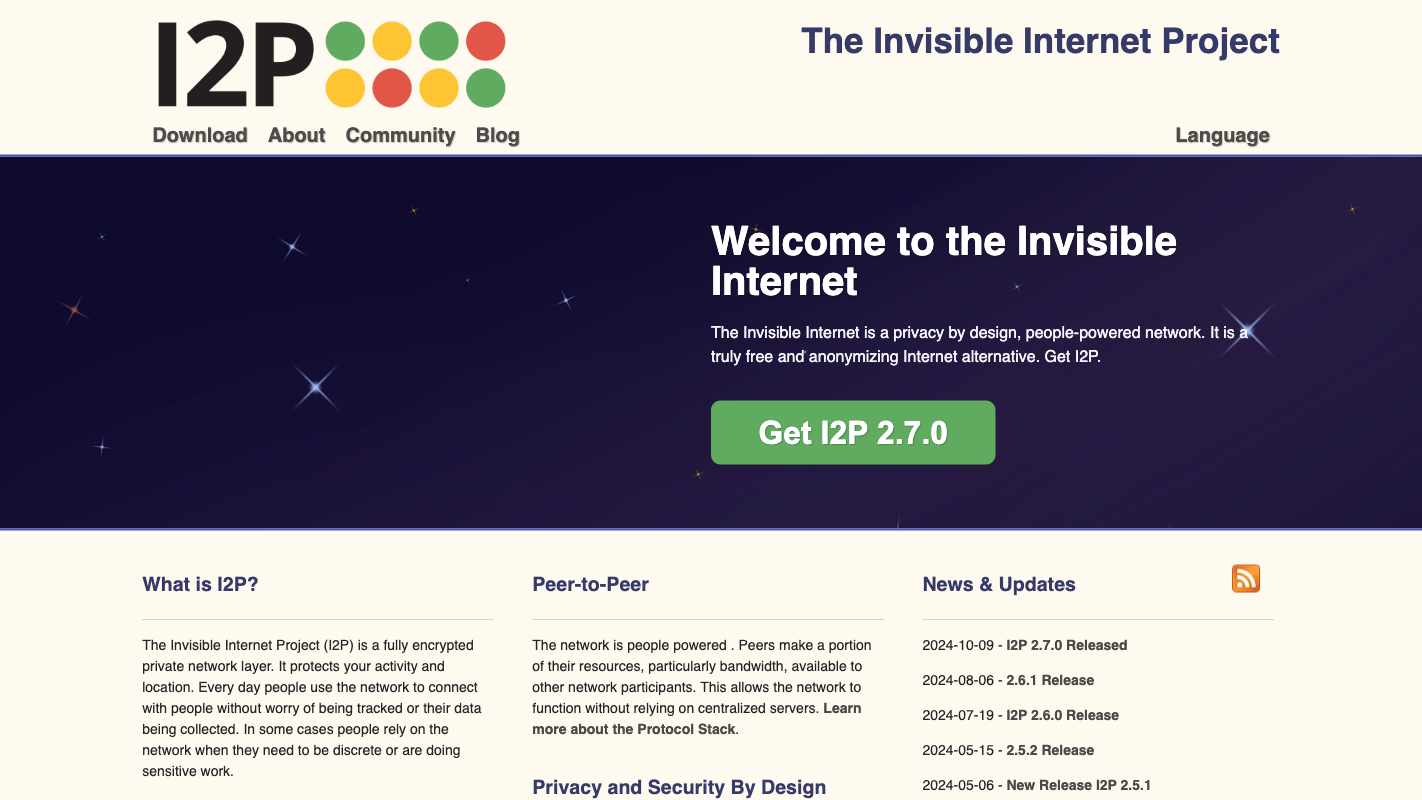 I2P
The Invisible Internet Project
Download About Community Blog
Language
Welcome to the Invisible
Internet
The Invisible Internet is a privacy by design, people-powered network. It is a
truly free and anonymizing Internet alternative. Get I2P.
Get I2P 2.7.0
What is I2P?
The Invisible Internet Project (I2P) is a fully encrypted
private network layer. It protects your activity and
location. Every day people use the network to connect
with people without worry of being tracked or their data
being collected. In some cases people rely on the
network when they need to be discrete or are doing
sensitive work.
Peer-to-Peer
The network is people powered . Peers make a portion
of their resources, particularly bandwidth, available to
other network participants. This allows the network to
function without relying on centralized servers. Learn
more about the Protocol Stack.
Privacy and Security By Design
News & Updates
2024-10-09 - I2P 2.7.0 Released
2024-08-06 - 2.6.1 Release
2024-07-19 - I2P 2.6.0 Release
2024-05-15 - 2.5.2 Release
2024-05-06 - New Release I2P 2.5.1